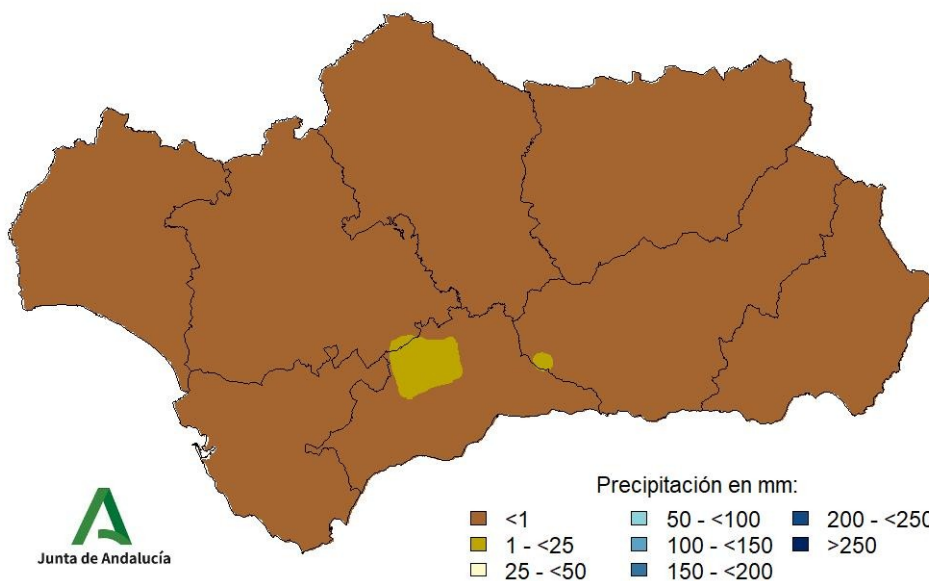 Precipitación en mm:
<1
50 - <100
200 - <250
1 - <25
100 - <150
>250
25 - <50
150 - <200
Junta de Andalucía